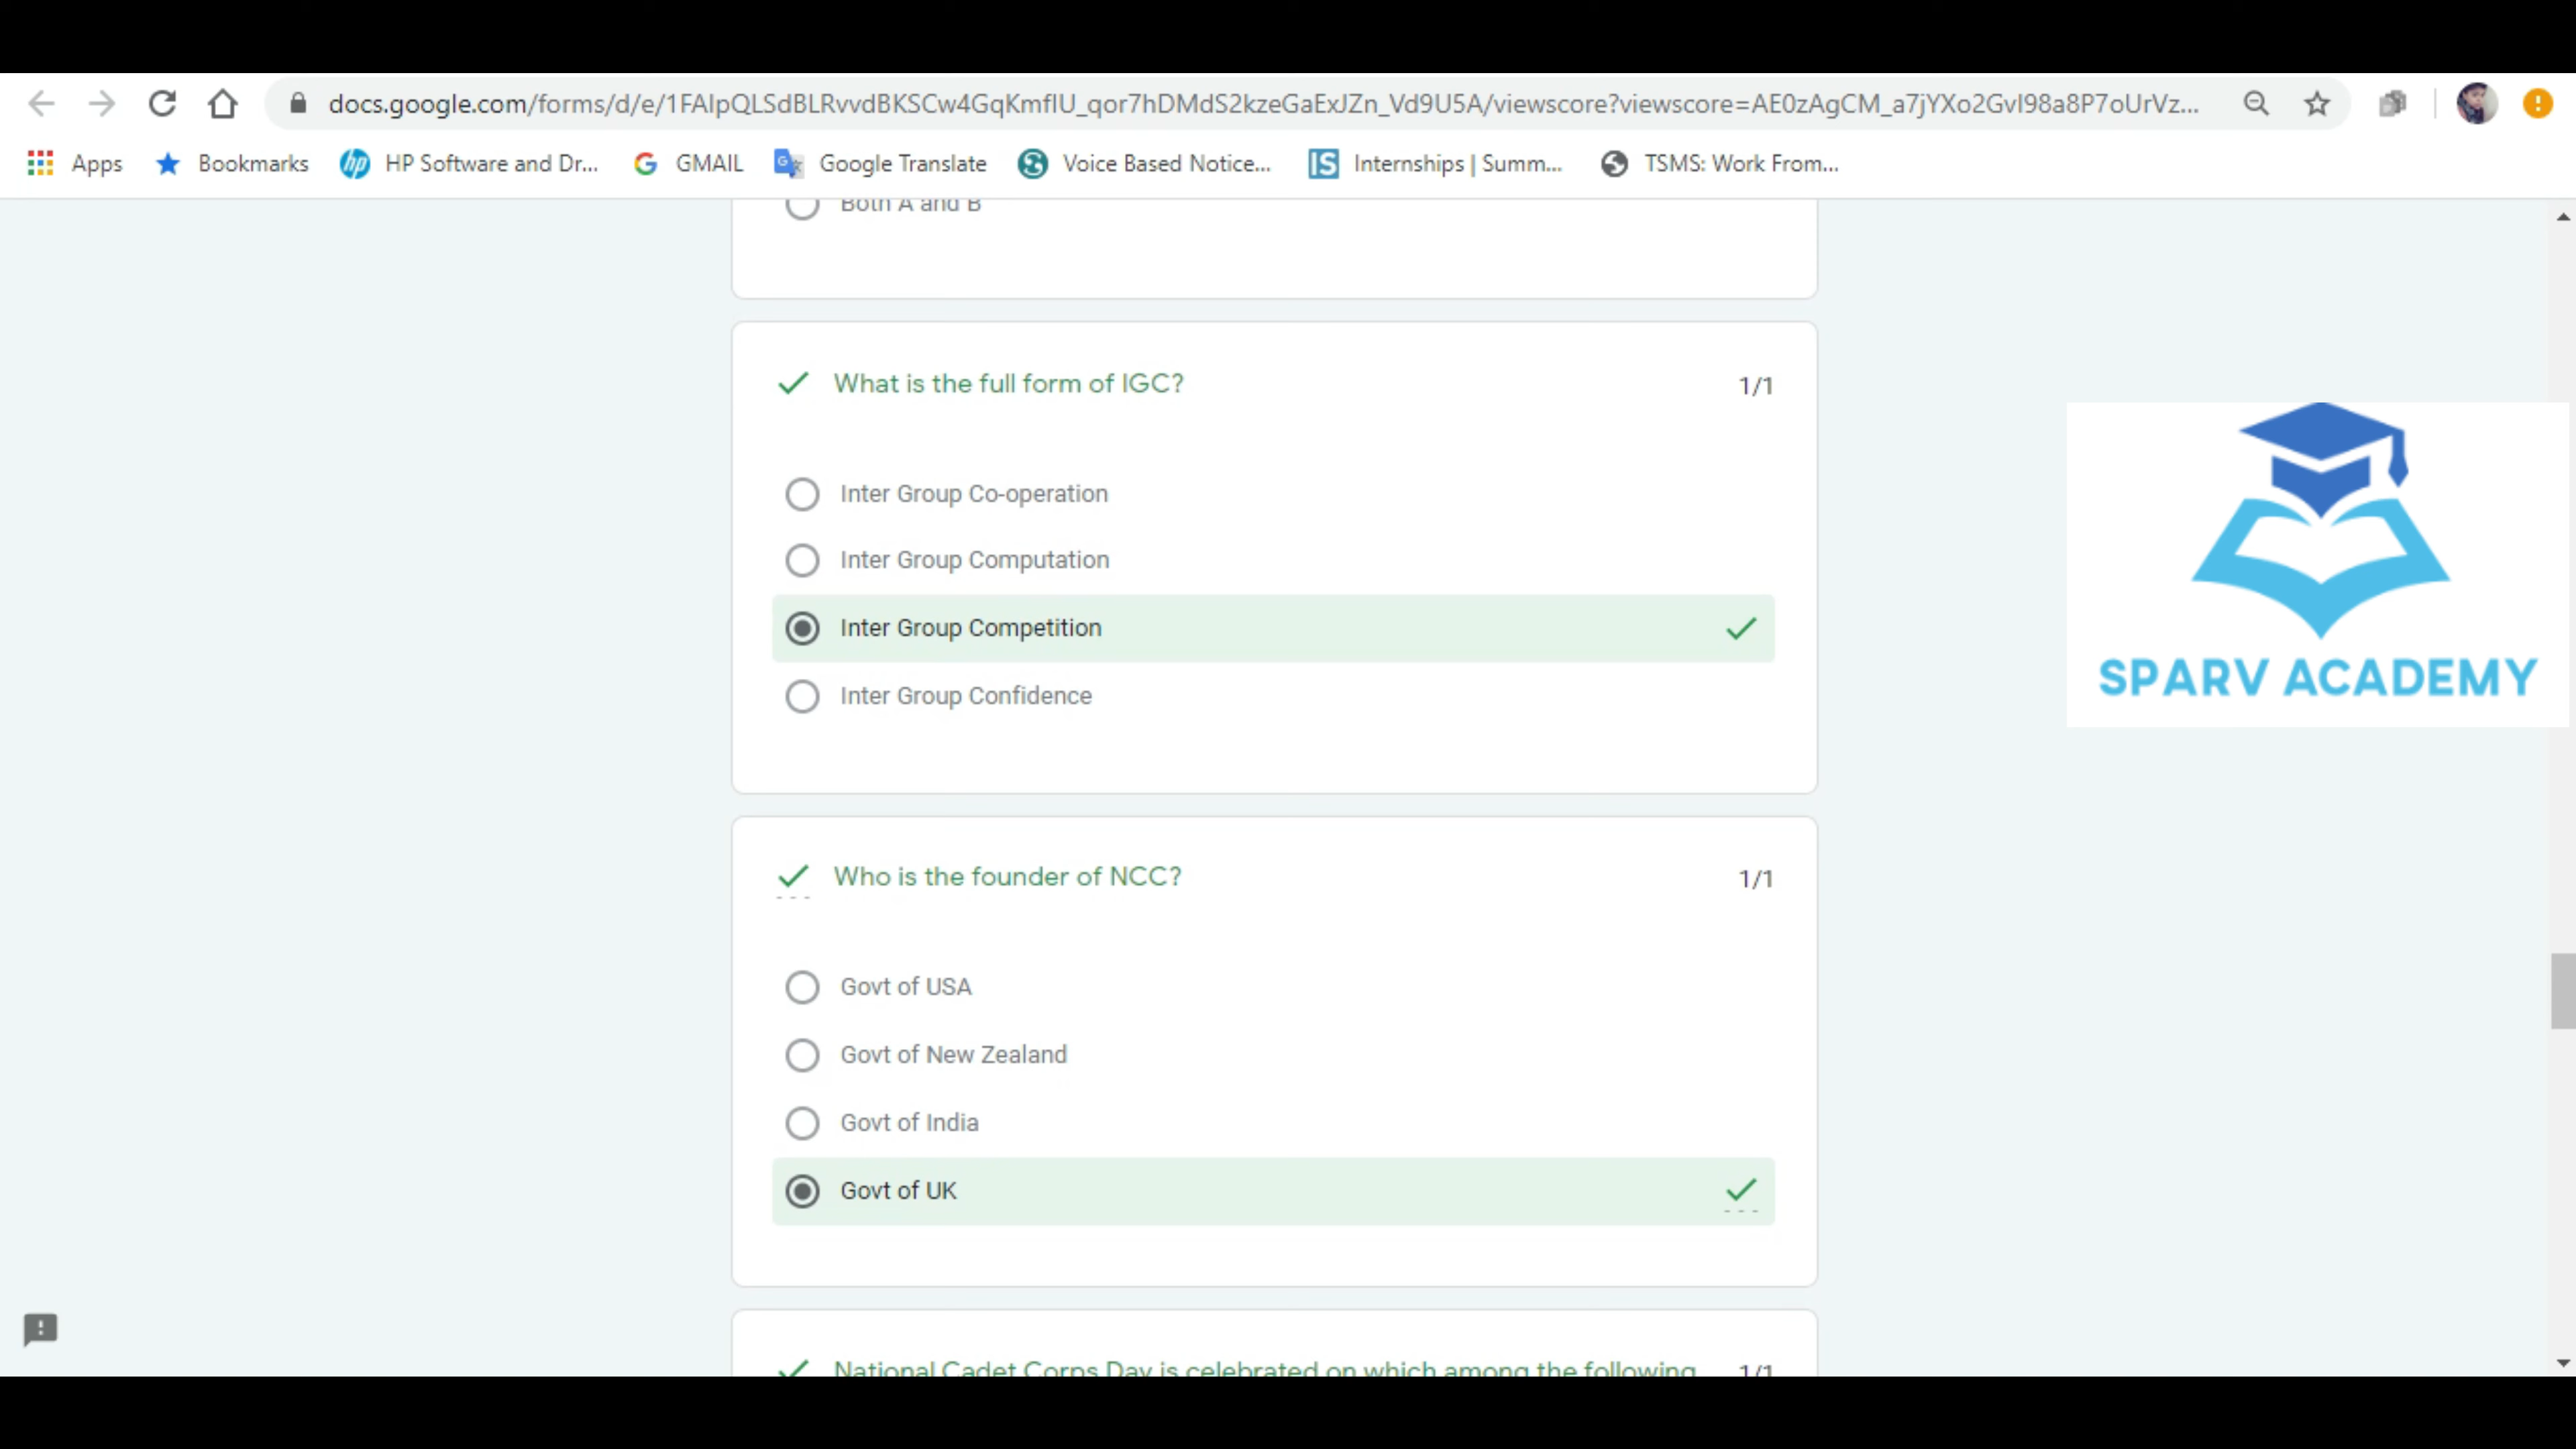 docs.google.com/forms/d/e/1FAIpQLSdBLRvvdBKSCw4GqKmfIU_qor7hDMdS2kzeGaExJZn_Vd9U5A/viewscore?viewscore=AE0zAgCM_a7jYXo2GvI98a8P7oUrVz...
Apps Bookmarks HP Software and Dr... GMAIL Google Translate Voice Based Notice... Internships | Summ... TSMS: Work From...
Both A and B
What is the full form of IGC? 1/1
Inter Group Co-operation
Inter Group Computation
Inter Group Competition
Inter Group Confidence
SPARV ACADEMY
Who is the founder of NCC? 1/1
Govt of USA
Govt of New Zealand
Govt of India
Govt of UK
National Cadet Corps Day is celebrated on which among the following 1/1